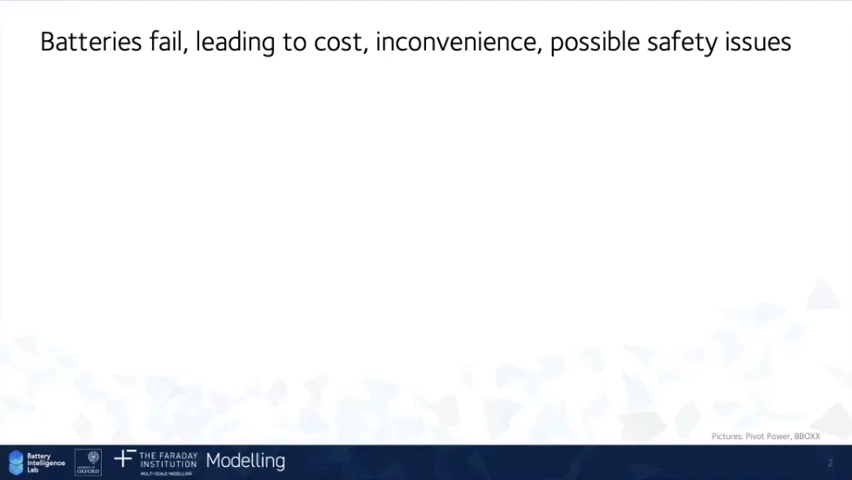 Batteries fail, leading to cost, inconvenience, possible safety issues
Pictures: Pivot Power, BBOXX
Battery
Intelligence
Lab
UNIVERSITY OF
OXFORD
THE FARADAY
INSTITUTION
MULTI-SCALE MODELLING
Modelling
2